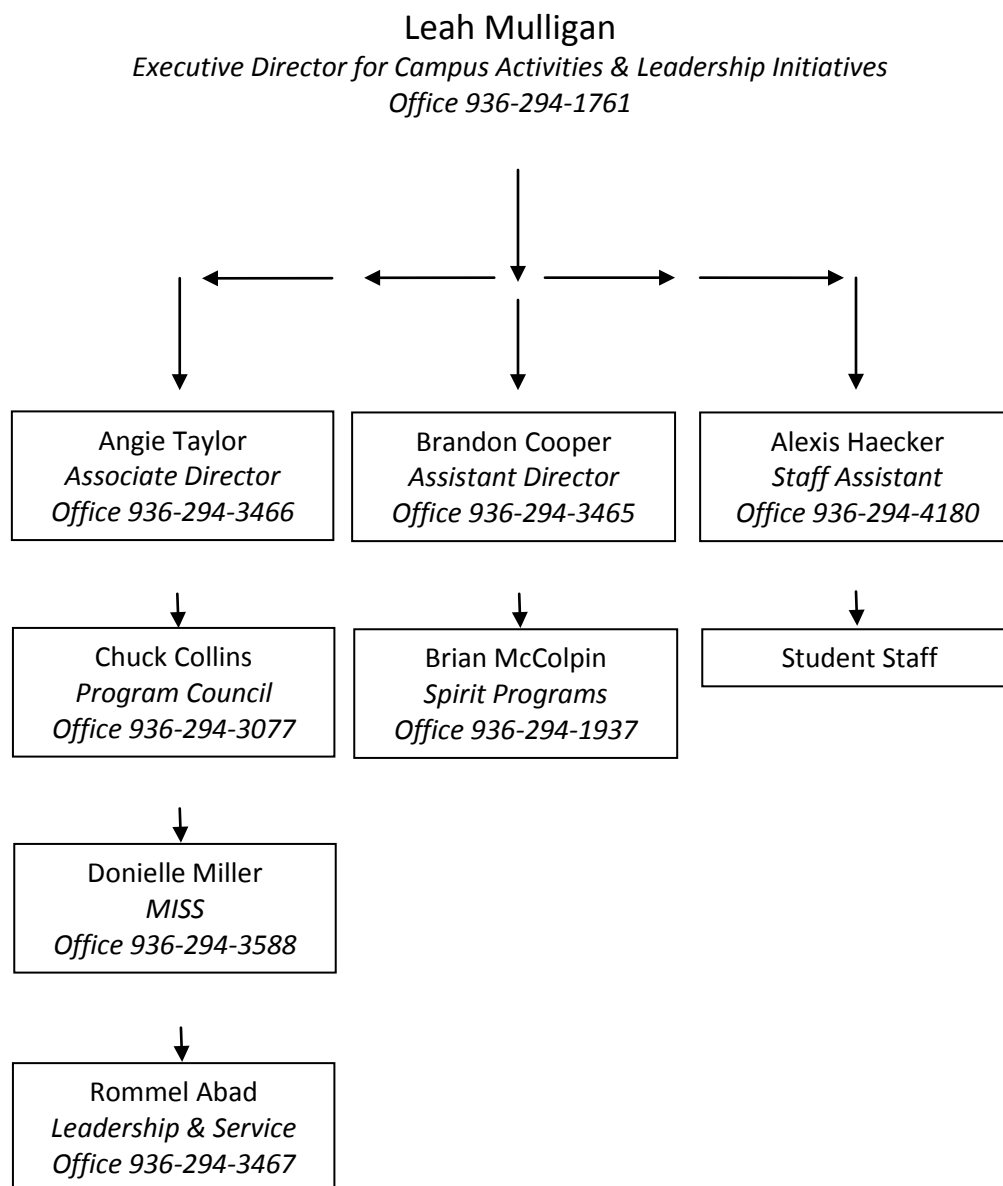 Leah Mulligan
Executive Director for Campus Activities & Leadership Initiatives
Office 936-294-1761
Angie Taylor
Associate Director
Office 936-294-3466
Brandon Cooper
Assistant Director
Office 936-294-3465
Alexis Haecker
Staff Assistant
Office 936-294-4180
Chuck Collins
Program Council
Office 936-294-3077
Brian McColpin
Spirit Programs
Office 936-294-1937
Student Staff
Donielle Miller
MISS
Office 936-294-3588
Rommel Abad
Leadership & Service
Office 936-294-3467